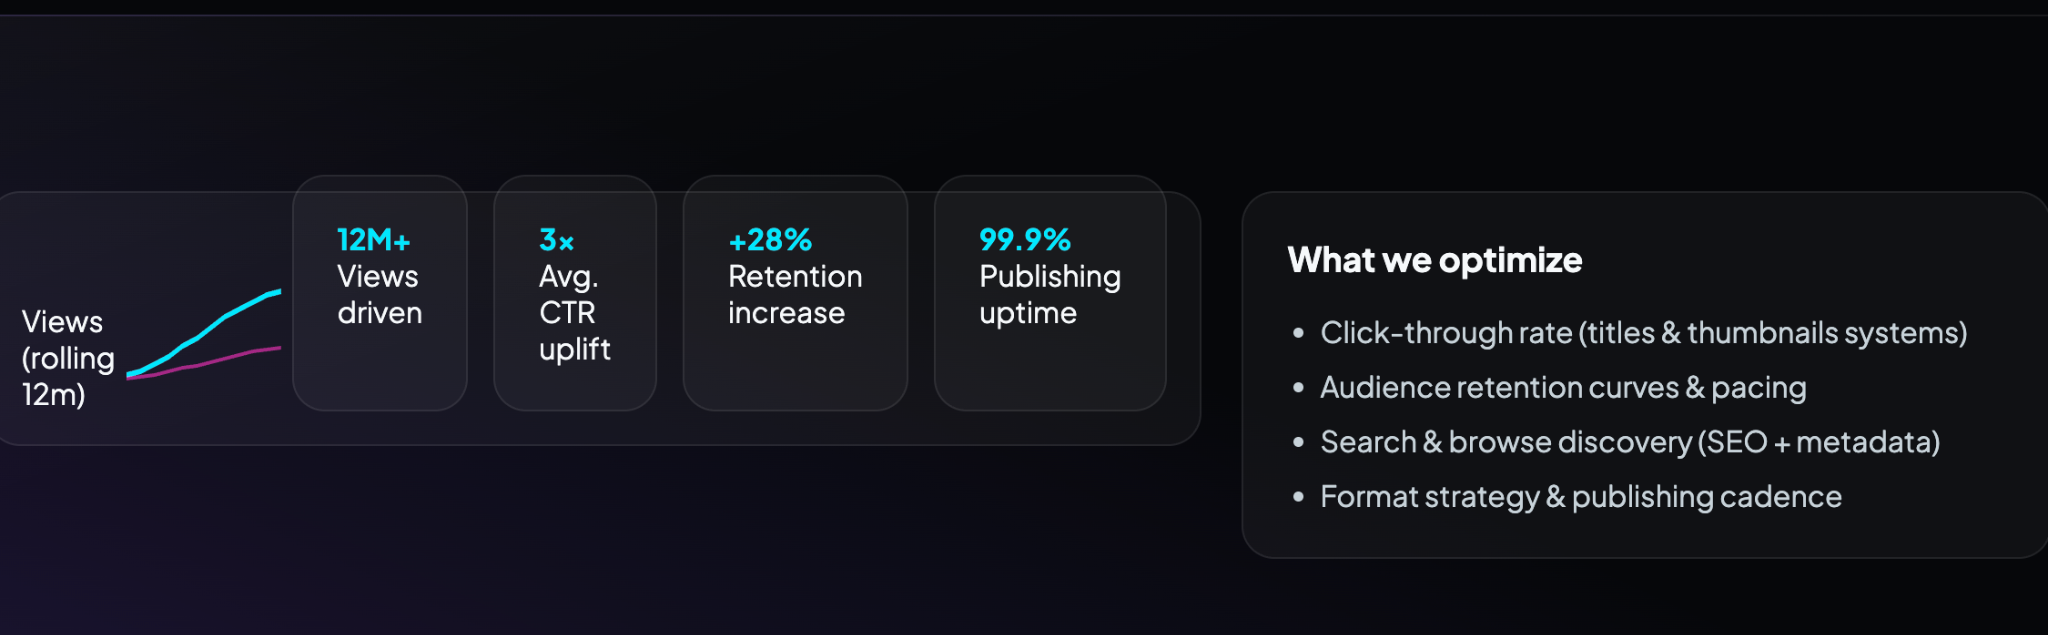 Views
(rolling
12m)
12M+
Views
driven
3×
Avg.
CTR
uplift
+28%
Retention
increase
99.9%
Publishing
uptime
What we optimize
• Click-through rate (titles & thumbnails systems)
• Audience retention curves & pacing
• Search & browse discovery (SEO + metadata)
• Format strategy & publishing cadence